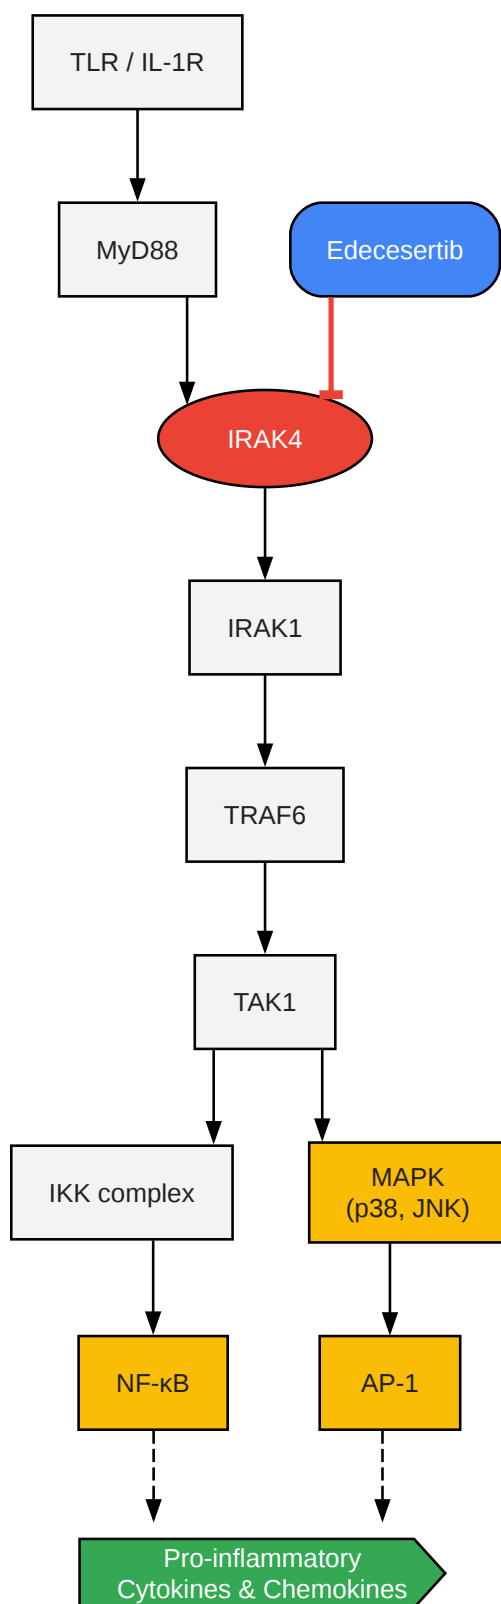 TLR / IL-1R
MyD88
Edecesertib
IRAK4
IRAK1
TRAF6
TAK1
IKK complex
MAPK
(p38, JNK)
NF-κB
AP-1
Pro-inflammatory
Cytokines & Chemokines